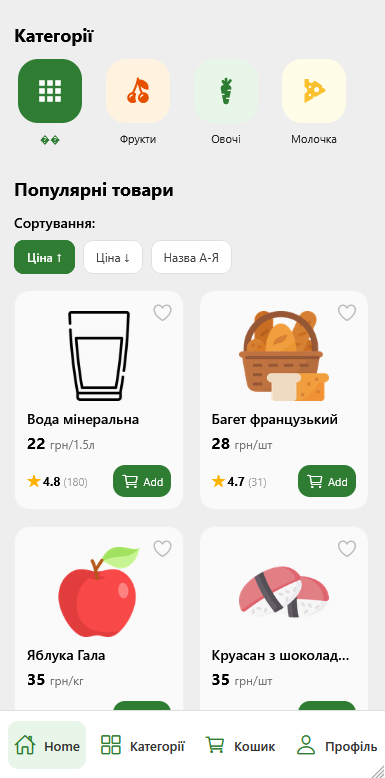 Категорії
��
Фрукти
Овочі
Молочка
Популярні товари
Сортування:
Ціна ↑
Ціна ↓
Назва А-Я
Вода мінеральна
22 грн/1.5л
4.8 (180)
Add
Багет французький
28 грн/шт
4.7 (31)
Add
Яблука Гала
35 грн/кг
Круасан з шоколад...
35 грн/шт
Home
Категорії
Кошик
Профіль